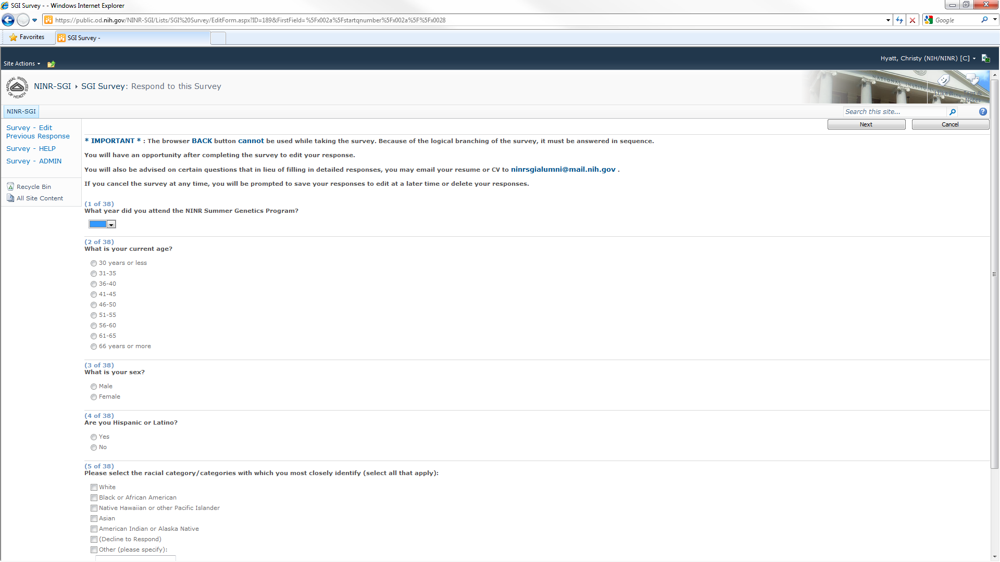 SGI Survey - - Windows Internet Explorer
https://public.od.nih.gov/NINR-SGI/Lists/SGI%20Survey/EditForm.aspx?ID=189&FirstField=%5Fx002a%5Fstartqnumber%5Fx002a%5F%5Fx0028
Google
Favorites
SGI Survey -
Hyatt, Christy (NIH/NINR) [C]
Site Actions
NATIONAL INSTITUTES OF HEALTH
NINR-SGI ▸ SGI Survey: Respond to this Survey
NATIONAL INSTITUTES
I Like It
Tags & Notes
NINR-SGI
Search this site...
Survey - Edit Previous Response
Survey - HELP
Survey - ADMIN
Recycle Bin
All Site Content
Next
Cancel
* IMPORTANT * : The browser BACK button cannot be used while taking the survey. Because of the logical branching of the survey, it must be answered in sequence.
You will have an opportunity after completing the survey to edit your response.
You will also be advised on certain questions that in lieu of filling in detailed responses, you may email your resume or CV to ninrsgialumni@mail.nih.gov .
If you cancel the survey at any time, you will be prompted to save your responses to edit at a later time or delete your responses.
(1 of 38)
What year did you attend the NINR Summer Genetics Program?
(2 of 38)
What is your current age?
30 years or less
31-35
36-40
41-45
46-50
51-55
56-60
61-65
66 years or more
(3 of 38)
What is your sex?
Male
Female
(4 of 38)
Are you Hispanic or Latino?
Yes
No
(5 of 38)
Please select the racial category/categories with which you most closely identify (select all that apply):
White
Black or African American
Native Hawaiian or other Pacific Islander
Asian
American Indian or Alaska Native
(Decline to Respond)
Other (please specify):